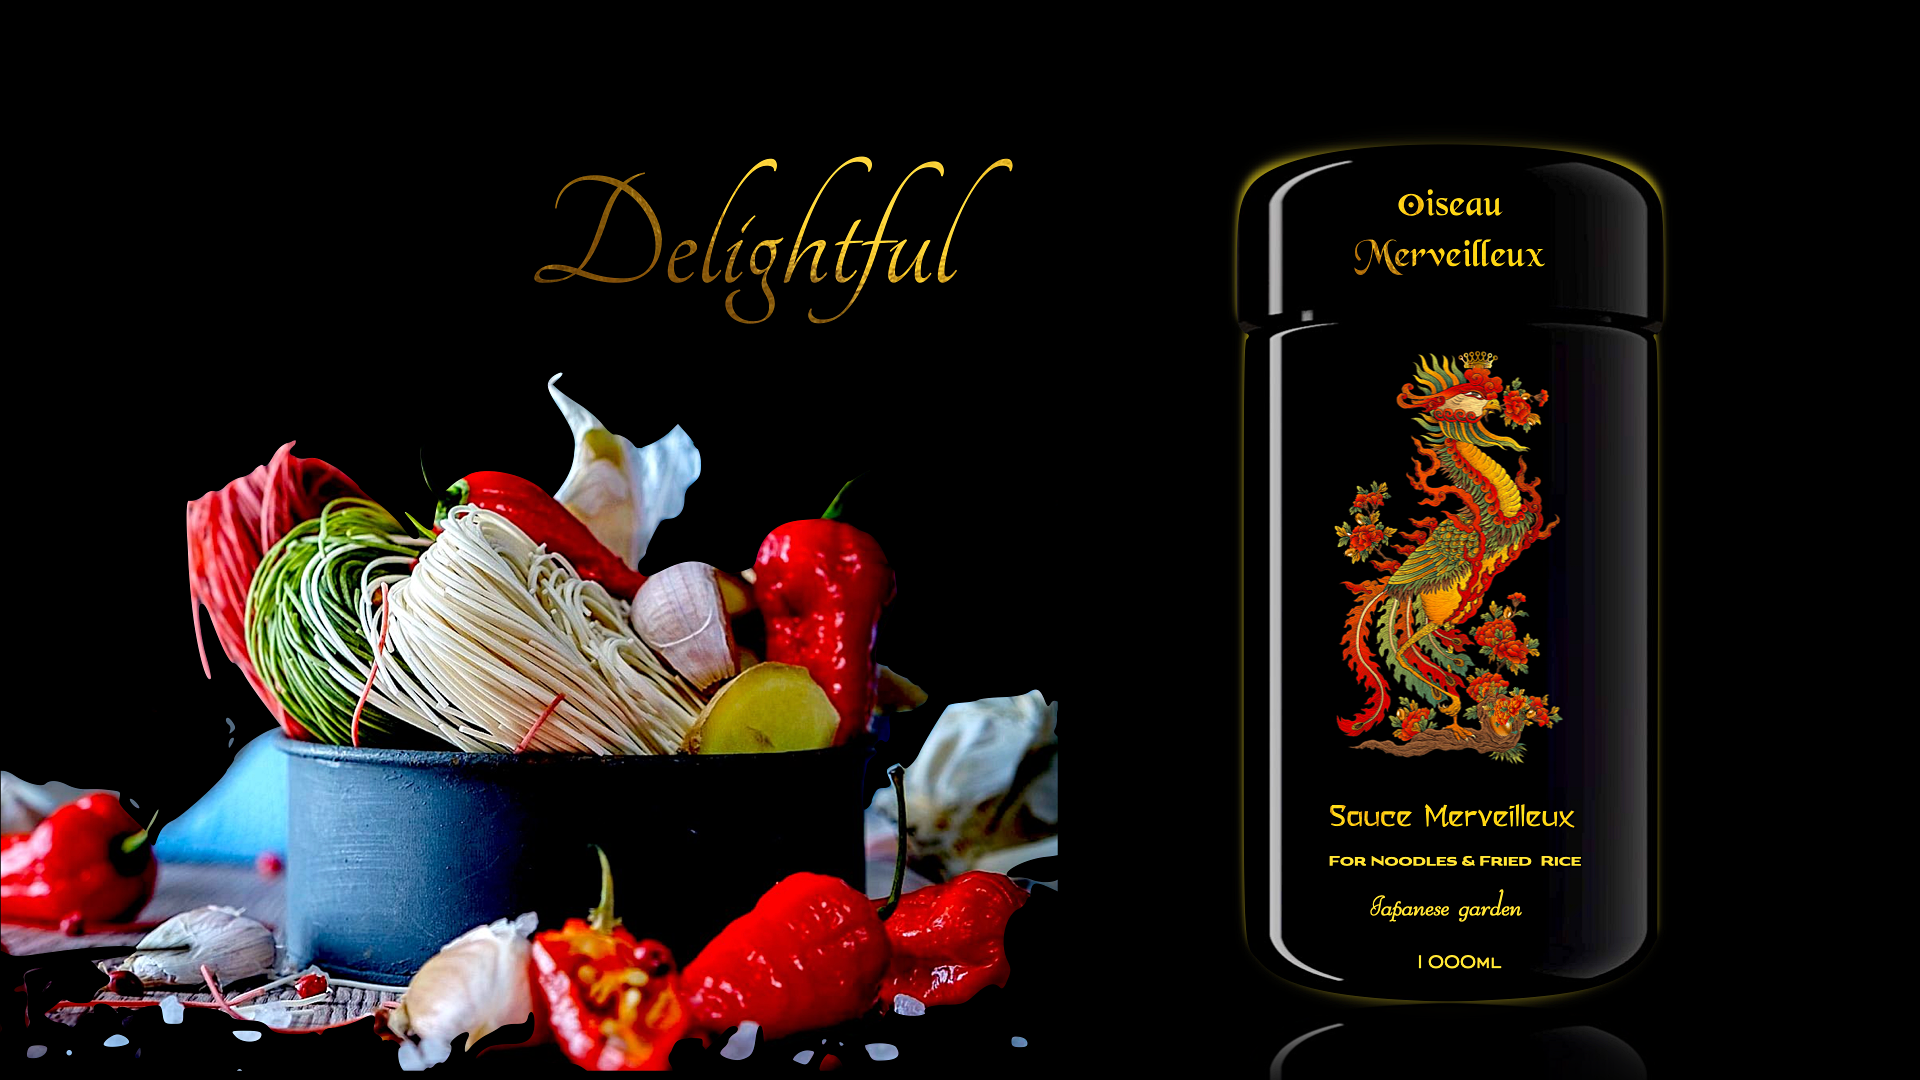 Delightful
Oiseau
Merveilleux
Sauce Merveilleux
For Noodles & Fried Rice
Japanese garden
1000ml